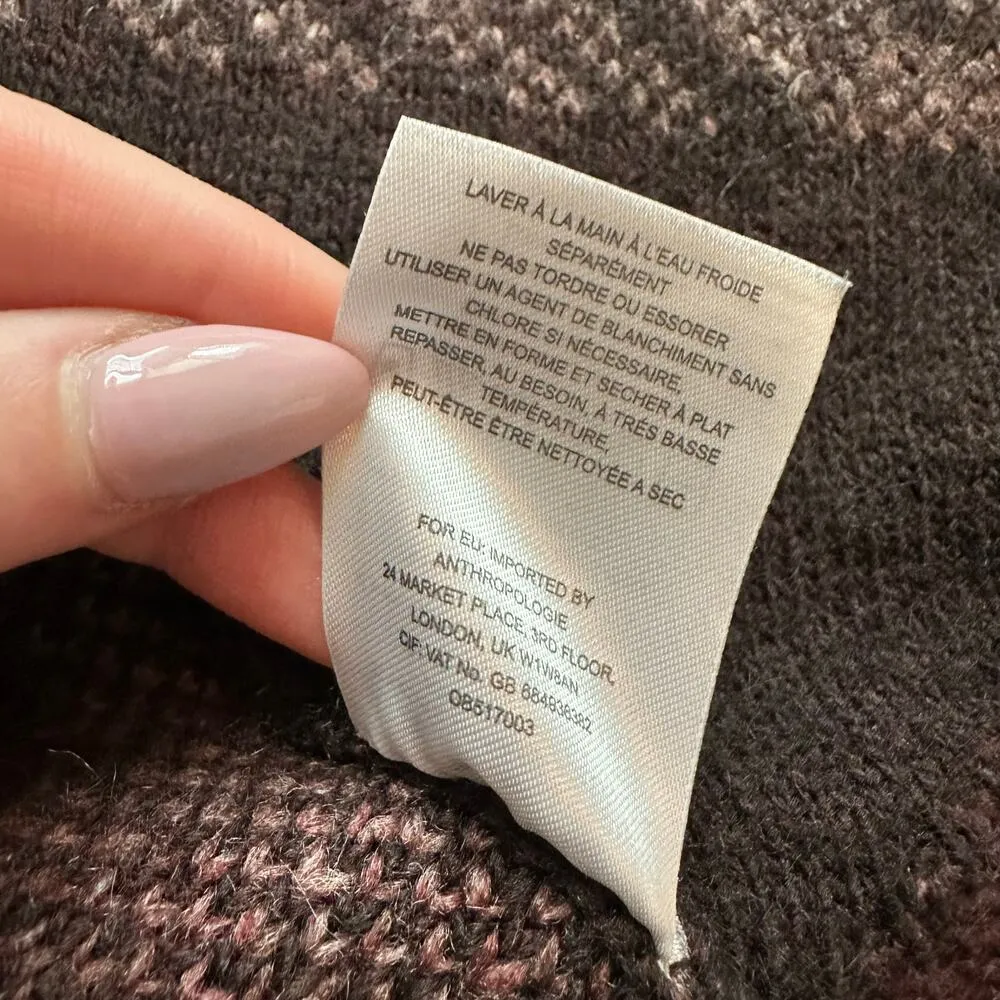 LAVER À LA MAIN À L'EAU FROIDE
SÉPARÉMENT
NE PAS TORDRE OU ESSORER
UTILISER UN AGENT DE BLANCHIMENT SANS
CHLORE SI NÉCESSAIRE,
METTRE EN FORME ET SECHER À PLAT
REPASSER, AU BESOIN, À TRÈS BASSE
TEMPÉRATURE,
PEUT-ÊTRE ÊTRE NETTOYÉE A SEC
FOR EU: IMPORTED BY
ANTHROPOLOGIE
24 MARKET PLACE, 3RD FLOOR,
LONDON, UK W1W8AN
CIF: VAT No. GB 684936382
OB517003